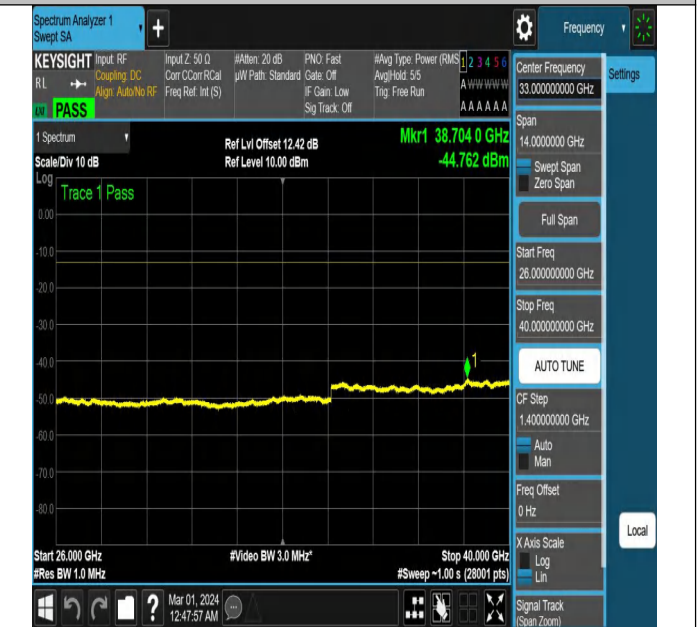 Spectrum Analyzer 1
Swept SA
+
Frequency
KEYSIGHT
RL
PASS
Input: RF
Coupling: DC
Align: Auto/No RF
Input Z: 50 Ω
Corr CCorr RCal
Freq Ref: Int (S)
#Atten: 20 dB
µW Path: Standard
PNO: Fast
Gate: Off
IF Gain: Low
Sig Track: Off
#Avg Type: Power (RMS
Avg|Hold: 5/5
Trig: Free Run
1 2 3 4 5 6
A W W W W W
A A A A A A
1 Spectrum
Scale/Div 10 dB
Ref Lvl Offset 12.42 dB
Ref Level 10.00 dBm
Mkr1 38.704 0 GHz
-44.762 dBm
Log
Trace 1 Pass
0.00
-10.0
-20.0
-30.0
-40.0
-50.0
-60.0
-70.0
-80.0
1
Start 26.000 GHz
#Res BW 1.0 MHz
#Video BW 3.0 MHz*
Stop 40.000 GHz
#Sweep ~1.00 s (28001 pts)
?
Mar 01, 2024
12:47:57 AM
Center Frequency
33.000000000 GHz
Settings
Span
14.0000000 GHz
Swept Span
Zero Span
Full Span
Start Freq
26.000000000 GHz
Stop Freq
40.000000000 GHz
AUTO TUNE
CF Step
1.400000000 GHz
Auto
Man
Freq Offset
0 Hz
X Axis Scale
Log
Lin
Local
Signal Track
(Span Zoom)